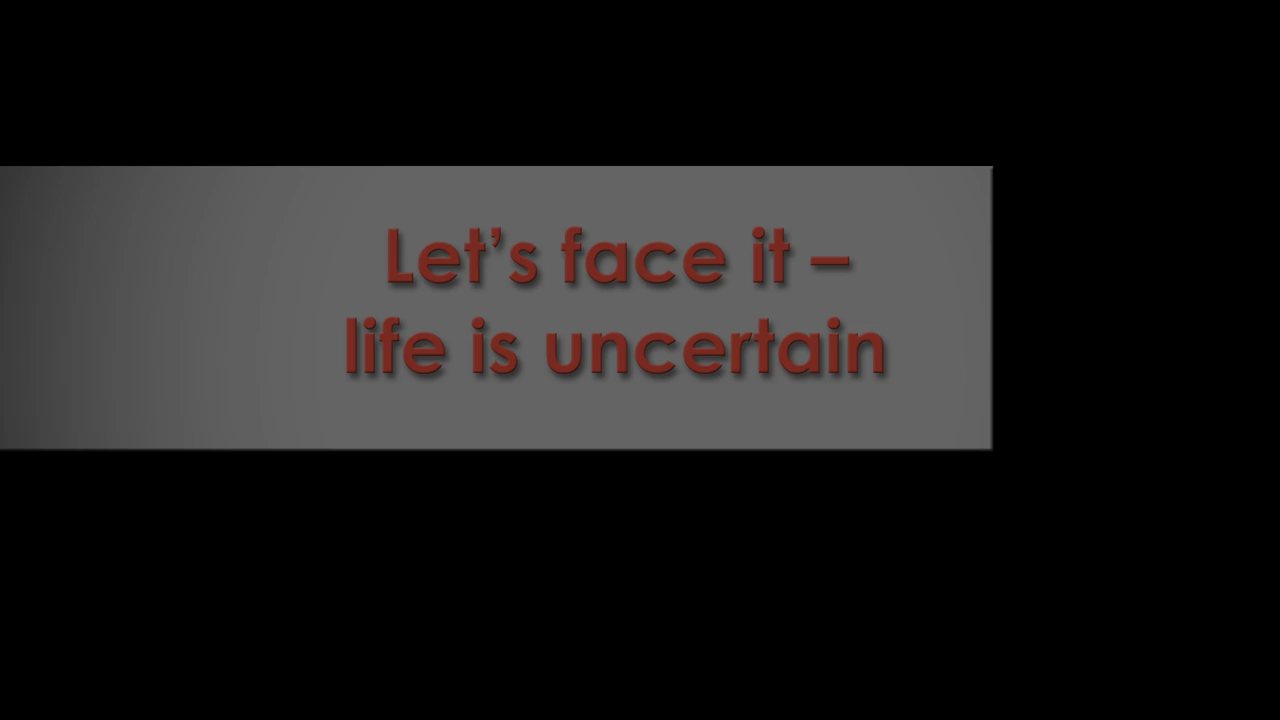 Let’s face it –
life is uncertain